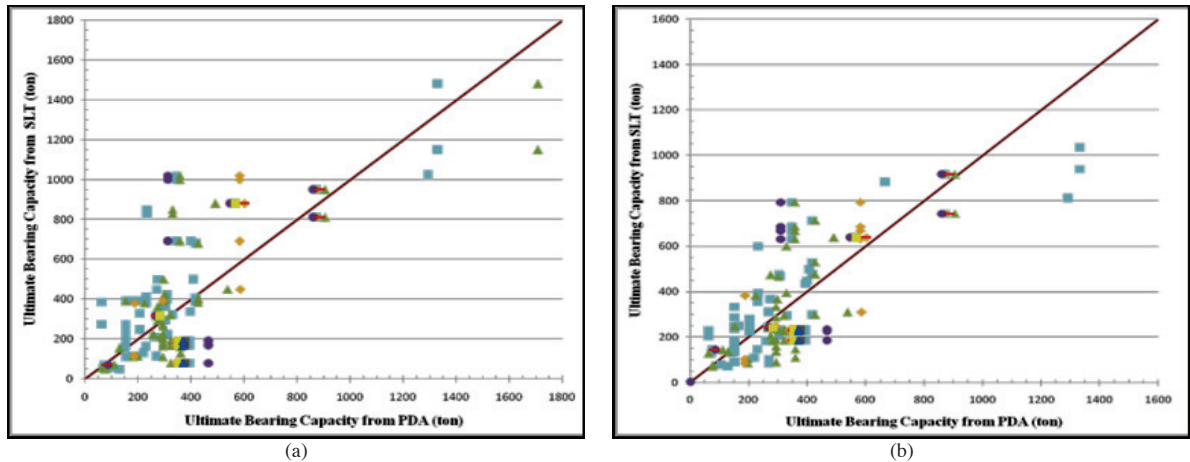 1800
1600
1400
1200
1000
800
600
400
200
0
Ultimate Bearing Capacity from SLT (ton)
0 200 400 600 800 1000 1200 1400 1600 1800
Ultimate Bearing Capacity from PDA (ton)
(a)
1600
1400
1200
1000
800
600
400
200
0
Ultimate Bearing Capacity from SLT (ton)
0 200 400 600 800 1000 1200 1400 1600
Ultimate Bearing Capacity from PDA (ton)
(b)